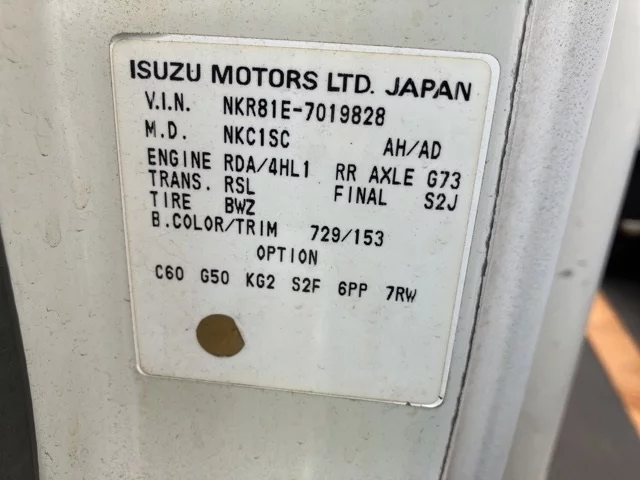 ISUZU MOTORS LTD. JAPAN
V.I.N. NKR81E-7019828
M.D. NKC1SC AH/AD
ENGINE RDA/4HL1 RR AXLE G73
TRANS. RSL FINAL S2J
TIRE BWZ
B.COLOR/TRIM 729/153
OPTION
C60 G50 KG2 S2F 6PP 7RW